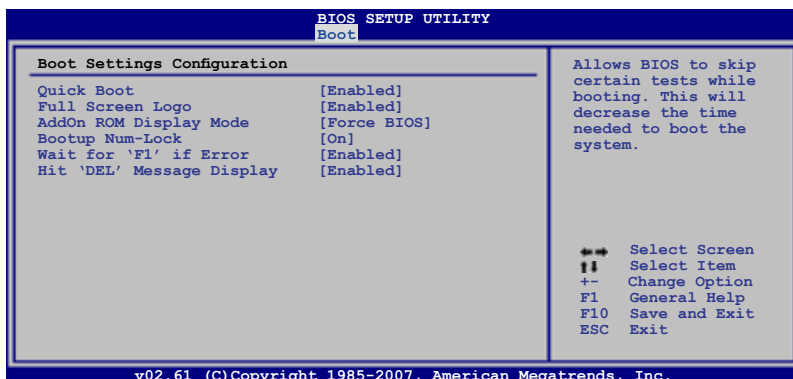 BIOS SETUP UTILITY
Boot
Boot Settings Configuration
Quick Boot [Enabled]
Full Screen Logo [Enabled]
AddOn ROM Display Mode [Force BIOS]
Bootup Num-Lock [On]
Wait for ‘F1’ if Error [Enabled]
Hit ‘DEL’ Message Display [Enabled]
Allows BIOS to skip
certain tests while
booting. This will
decrease the time
needed to boot the
system.
Select Screen
Select Item
+- Change Option
F1 General Help
F10 Save and Exit
ESC Exit
v02.61 (C)Copyright 1985-2007, American Megatrends, Inc.